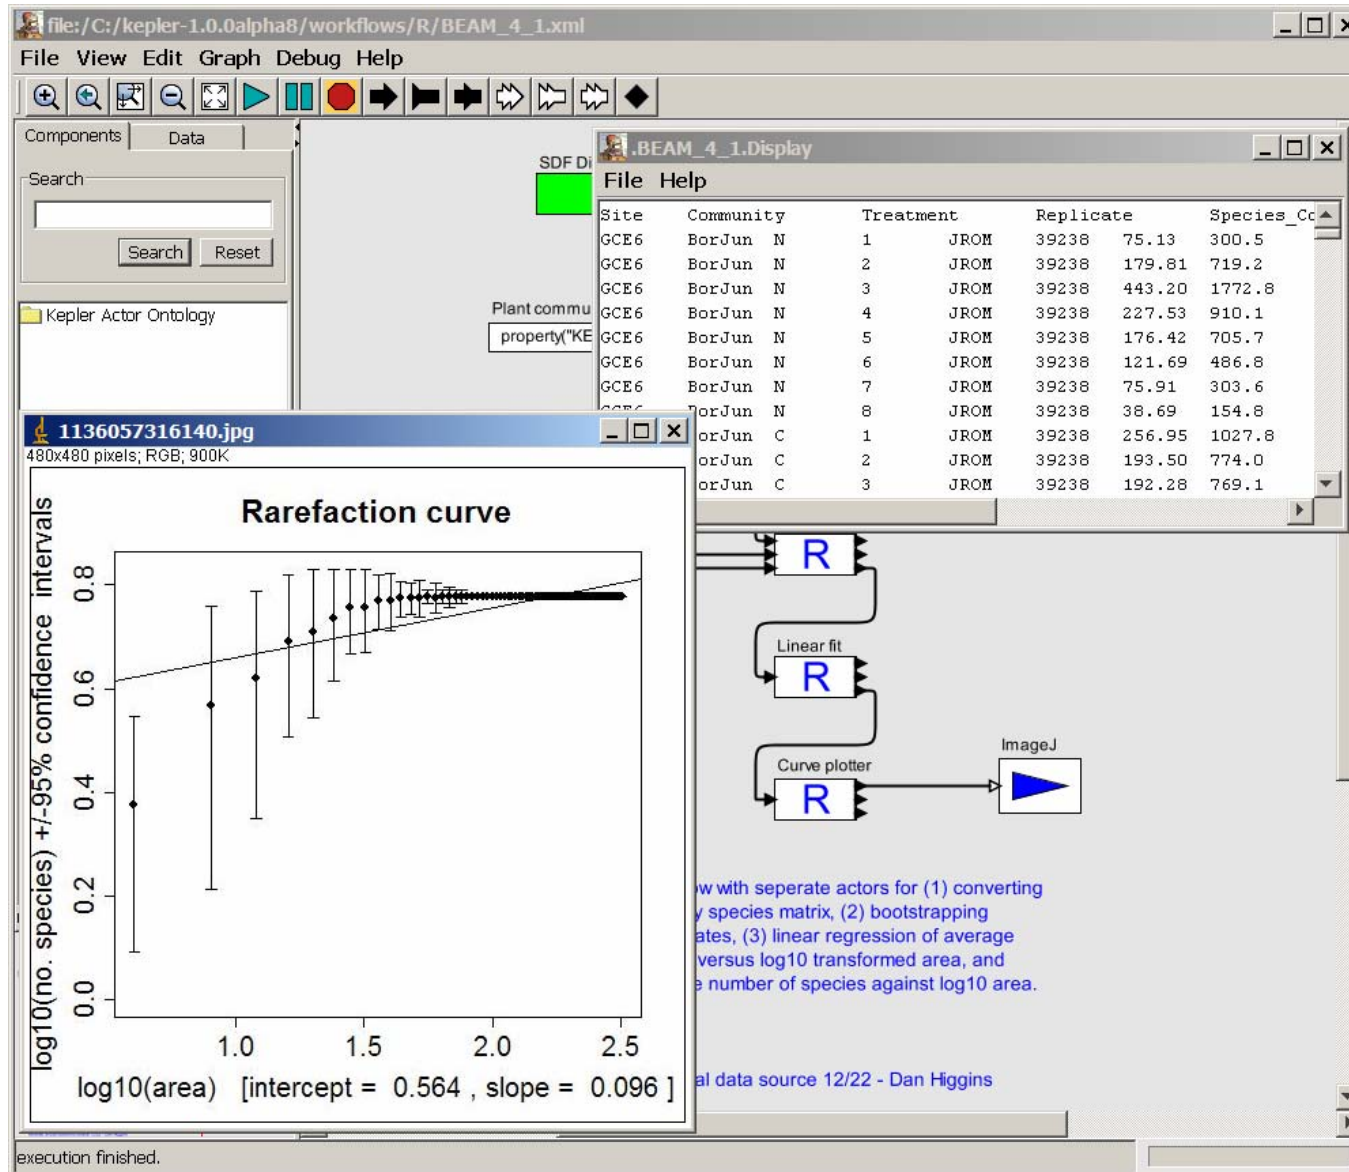 file:/C:/kepler-1.0.0alpha8/workflows/R/BEAM_4_1.xml
File View Edit Graph Debug Help
Components Data
Search
Search Reset
Kepler Actor Ontology
SDF Di
Plant commu
property("KE
.BEAM_4_1.Display
File Help
Site Community Treatment Replicate Species_Co
GCE6 BorJun N 1 JROM 39238 75.13 300.5
GCE6 BorJun N 2 JROM 39238 179.81 719.2
GCE6 BorJun N 3 JROM 39238 443.20 1772.8
GCE6 BorJun N 4 JROM 39238 227.53 910.1
GCE6 BorJun N 5 JROM 39238 176.42 705.7
GCE6 BorJun N 6 JROM 39238 121.69 486.8
GCE6 BorJun N 7 JROM 39238 75.91 303.6
GCE6 BorJun N 8 JROM 39238 38.69 154.8
orJun C 1 JROM 39238 256.95 1027.8
orJun C 2 JROM 39238 193.50 774.0
orJun C 3 JROM 39238 192.28 769.1
1136057316140.jpg
480x480 pixels; RGB; 900K
Rarefaction curve
log10(no. species) +/-95% confidence intervals
0.8
0.6
0.4
0.2
0.0
1.0 1.5 2.0 2.5
log10(area) [intercept = 0.564 , slope = 0.096 ]
R
Linear fit
R
Curve plotter
R
ImageJ
ow with seperate actors for (1) converting
y species matrix, (2) bootstrapping
ates, (3) linear regression of average
versus log10 transformed area, and
e number of species against log10 area.
al data source 12/22 - Dan Higgins
execution finished.